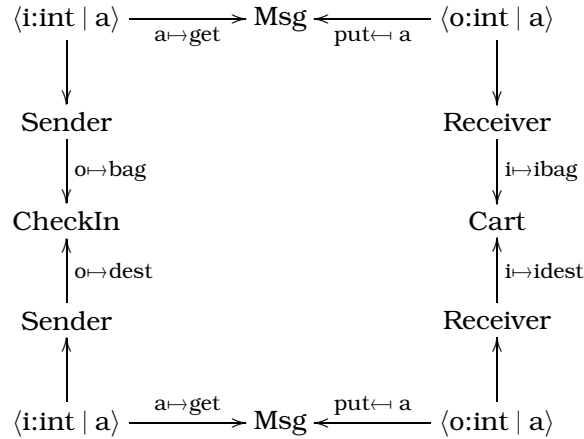 ⟨i:int | a⟩ Msg ⟨o:int | a⟩
a↦get put↤ a
Sender Receiver
o↦bag i↦ibag
CheckIn Cart
o↦dest i↦idest
Sender Receiver
a↦get put↤ a
⟨i:int | a⟩ Msg ⟨o:int | a⟩